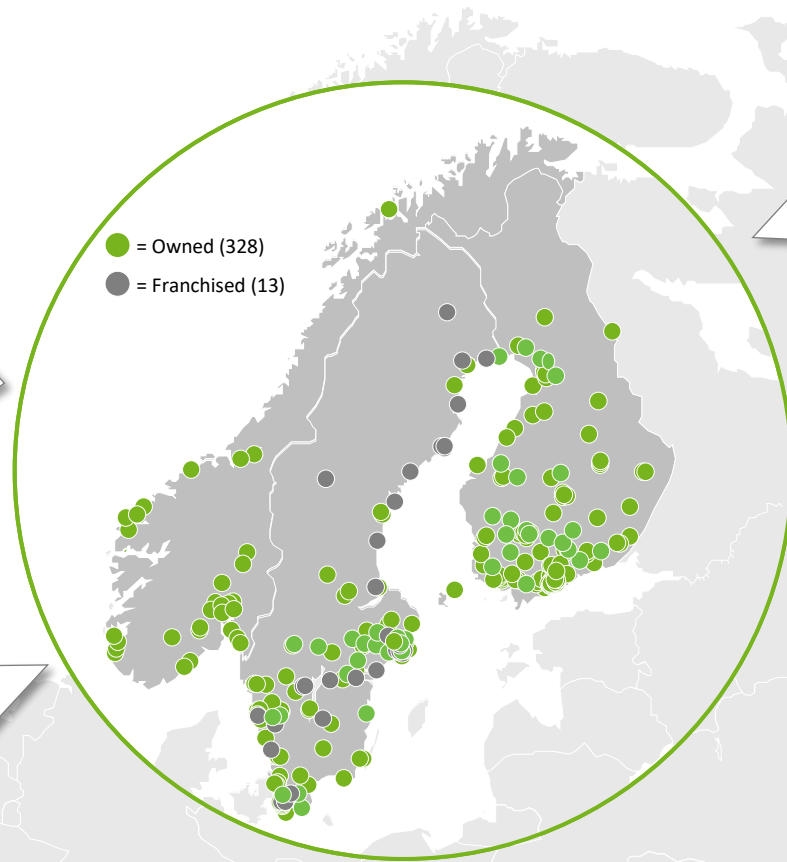 = Owned (328)
= Franchised (13)